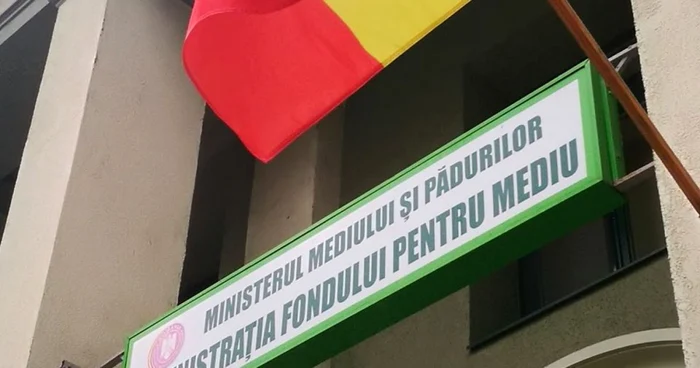 MINISTERUL MEDIULUI ȘI PĂDURILOR
NISTRAȚIA FONDULUI PENTRU MEDIU